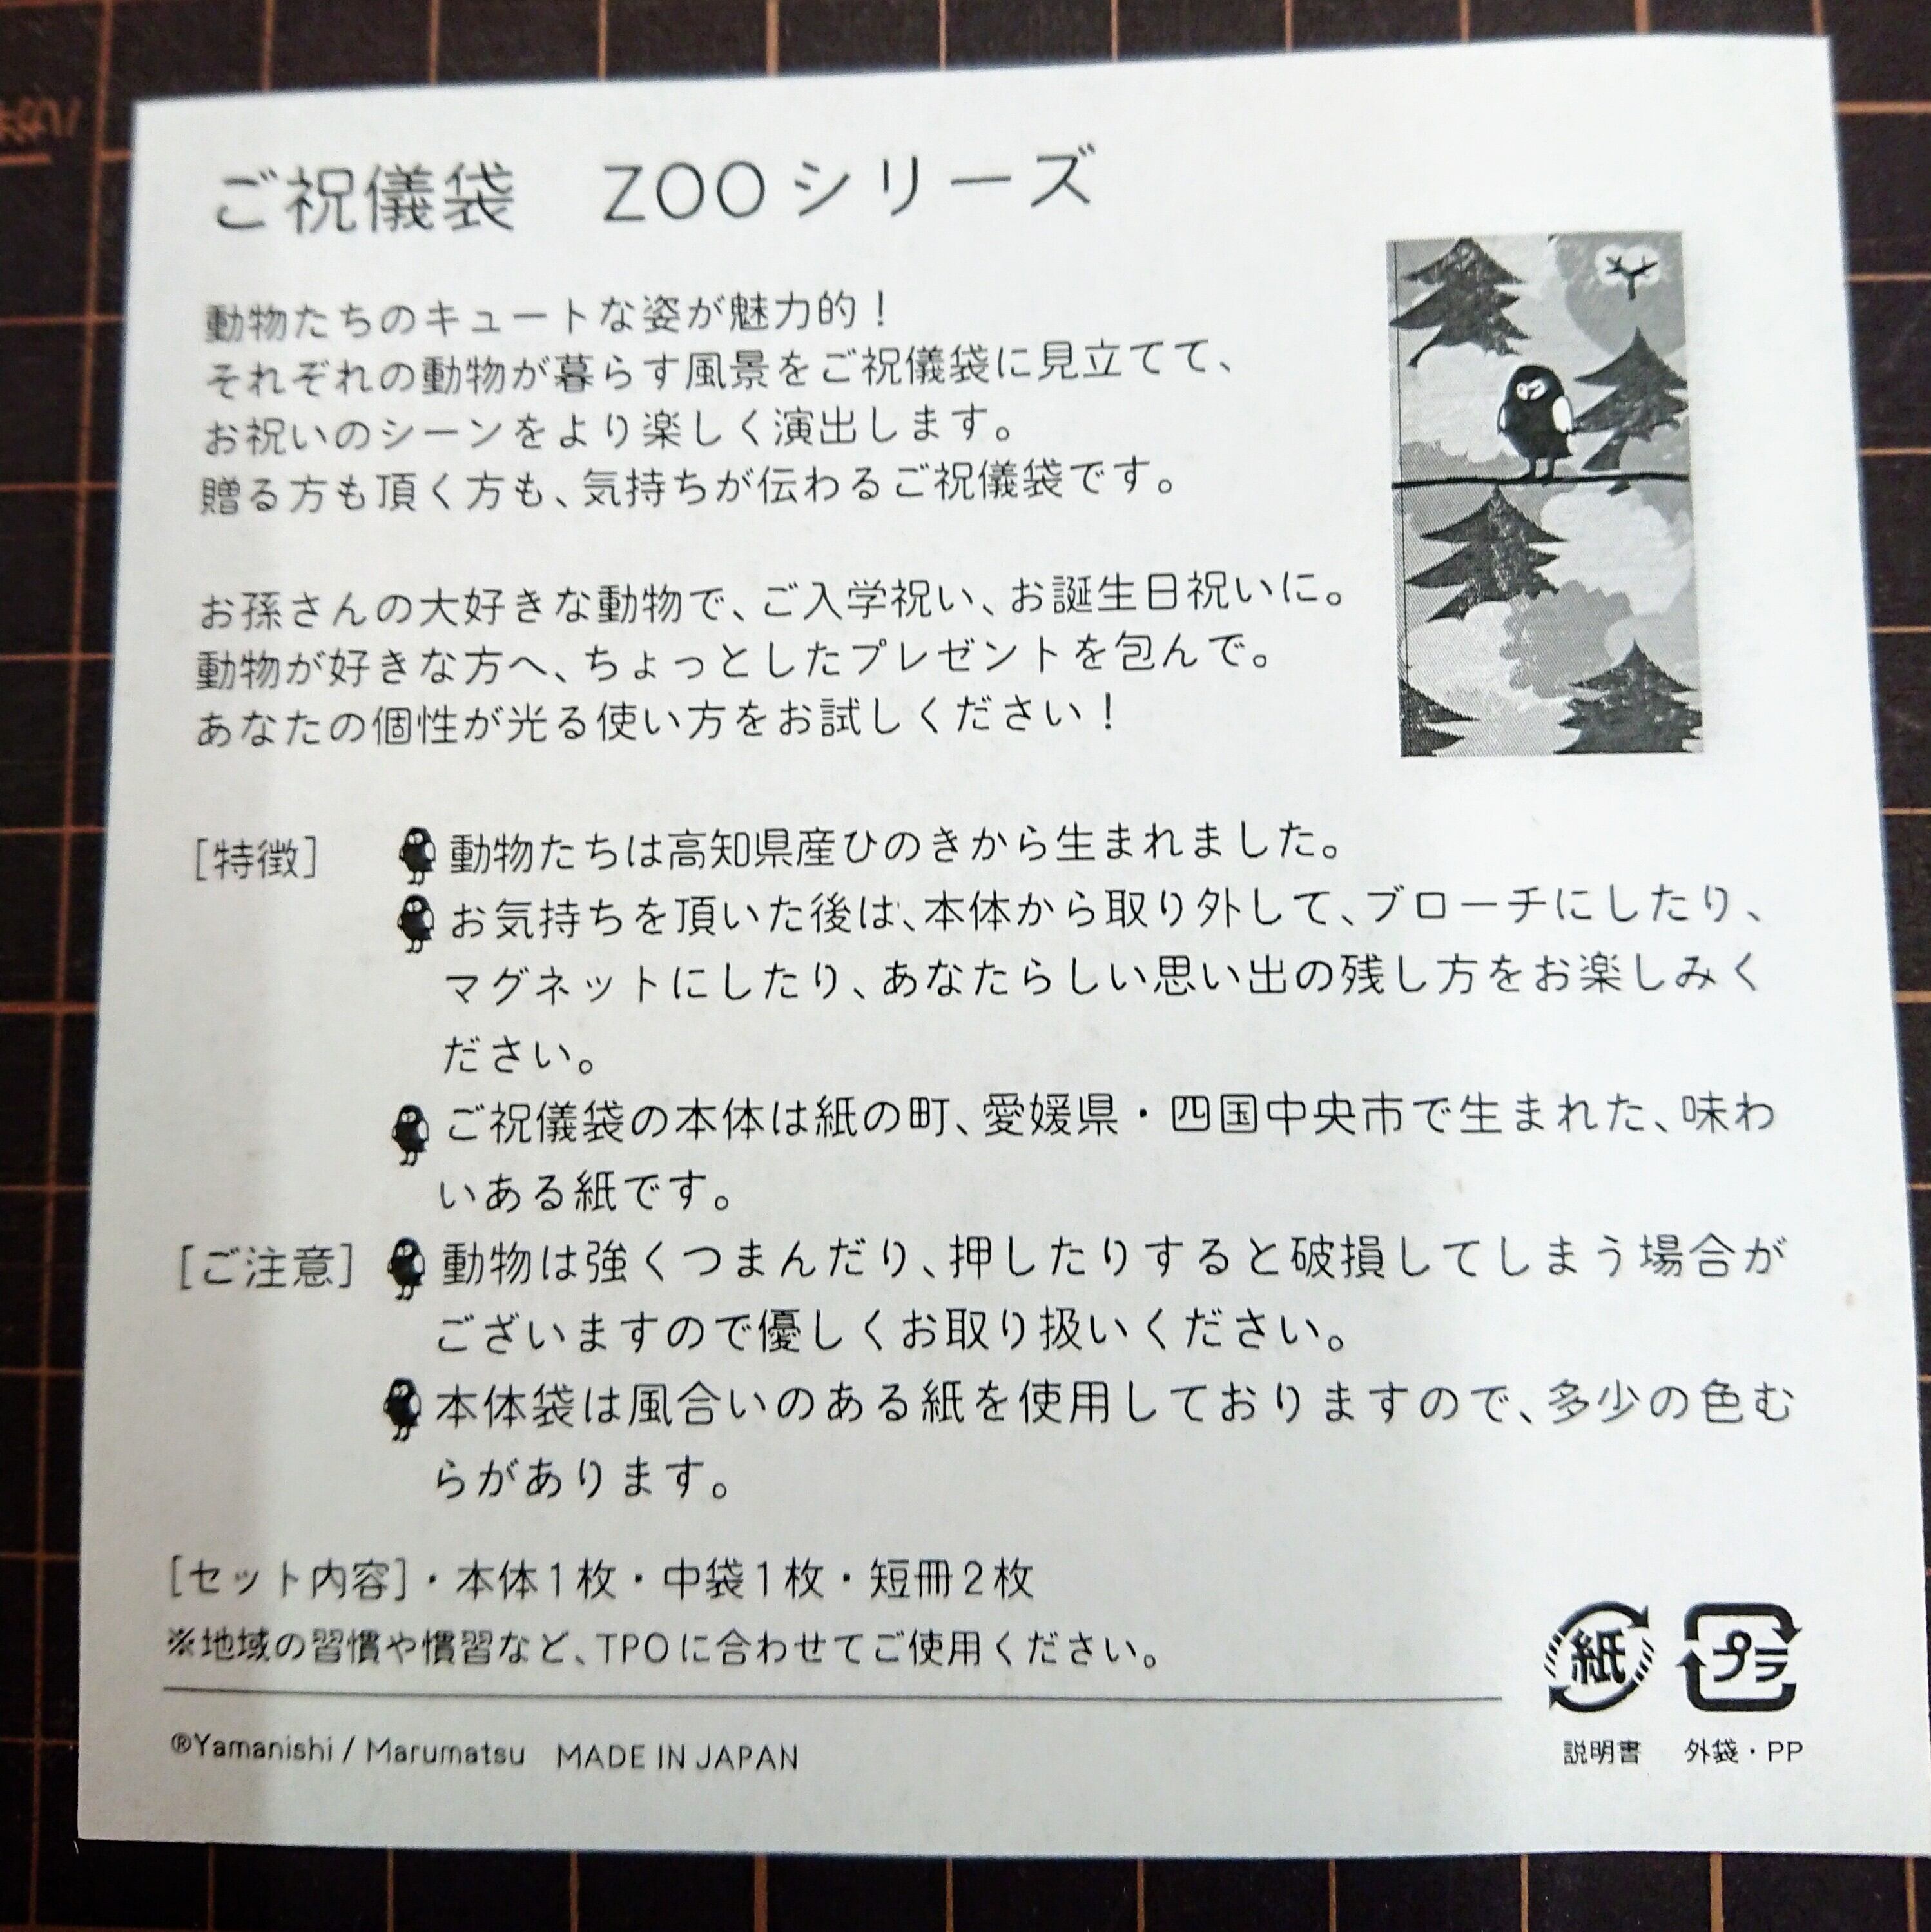 ご祝儀袋　ZOOシリーズ
動物たちのキュートな姿が魅力的！
それぞれの動物が暮らす風景をご祝儀袋に見立てて、
お祝いのシーンをより楽しく演出します。
贈る方も頂く方も、気持ちが伝わるご祝儀袋です。
お孫さんの大好きな動物で、ご入学祝い、お誕生日祝いに。
動物が好きな方へ、ちょっとしたプレゼントを包んで。
あなたの個性が光る使い方をお試しください！
[特徴] 動物たちは高知県産ひのきから生まれました。
お気持ちを頂いた後は、本体から取り外して、ブローチにしたり、
マグネットにしたり、あなたらしい思い出の残し方をお楽しみく
ださい。
ご祝儀袋の本体は紙の町、愛媛県・四国中央市で生まれた、味わ
いある紙です。
[ご注意] 動物は強くつまんだり、押したりすると破損してしまう場合が
ございますので優しくお取り扱いください。
本体袋は風合いのある紙を使用しておりますので、多少の色む
らがあります。
[セット内容]・本体1枚・中袋1枚・短冊2枚
※地域の習慣や慣習など、TPOに合わせてご使用ください。
®Yamanishi / Marumatsu　MADE IN JAPAN
紙 プラ
説明書 外袋・PP